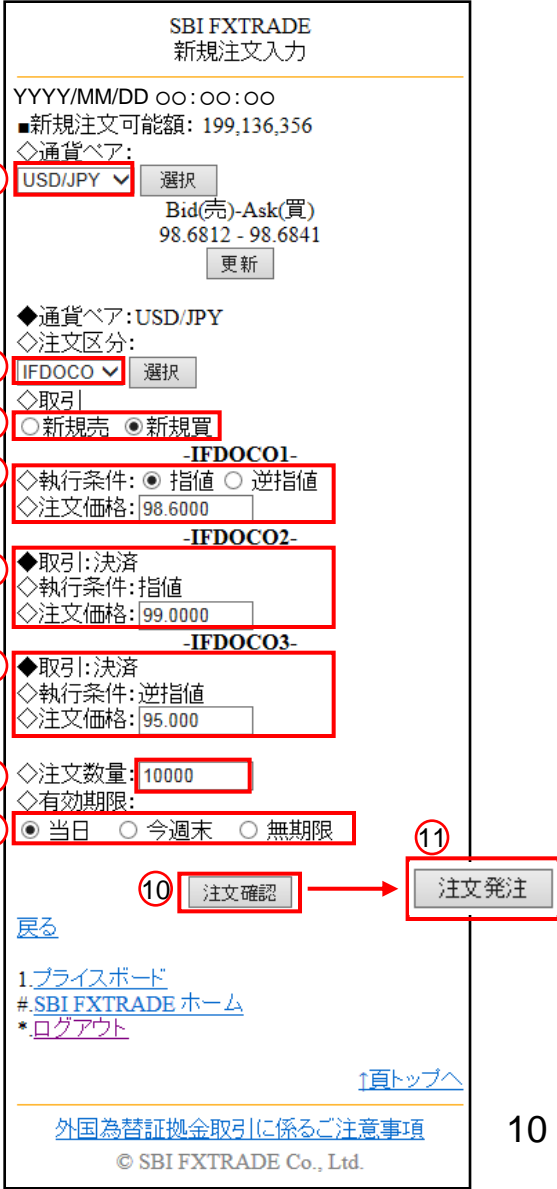 SBI FXTRADE
新規注文入力
YYYY/MM/DD ○○:○○:○○
■新規注文可能額: 199,136,356
◇通貨ペア:
USD/JPY 選択
Bid(売)-Ask(買)
98.6812 - 98.6841
更新
◆通貨ペア:USD/JPY
◇注文区分:
IFDOCO 選択
◇取引
○新規売 ◉新規買
-IFDOCO1-
◇執行条件: ◉ 指値 ○ 逆指値
◇注文価格: 98.6000
-IFDOCO2-
◆取引:決済
◇執行条件:指値
◇注文価格: 99.0000
-IFDOCO3-
◆取引:決済
◇執行条件:逆指値
◇注文価格: 95.000
◇注文数量: 10000
◇有効期限:
◉ 当日 ○ 今週末 ○ 無期限
⑪
⑩ 注文確認 注文発注
戻る
1.プライスボード
#.SBI FXTRADE ホーム
*.ログアウト
↑頁トップへ
外国為替証拠金取引に係るご注意事項
© SBI FXTRADE Co., Ltd.
10